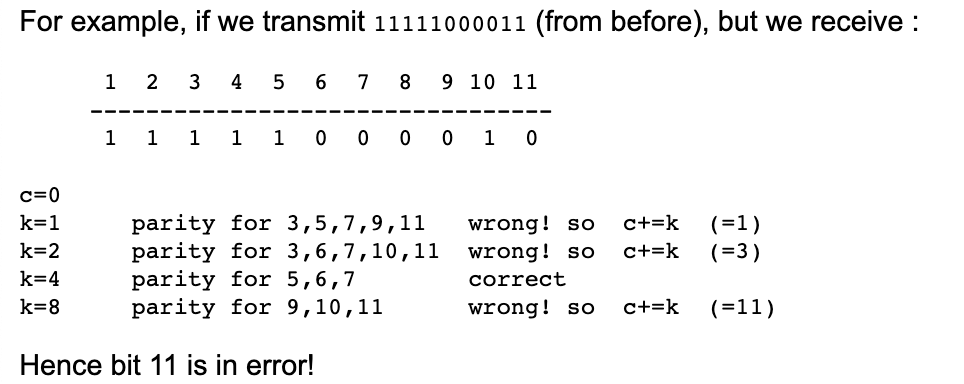 For example, if we transmit 11111000011 (from before), but we receive :
1 2 3 4 5 6 7 8 9 10 11
--------------------------------
1 1 1 1 1 0 0 0 0 1 0
c=0
k=1 parity for 3,5,7,9,11 wrong! so c+=k (=1)
k=2 parity for 3,6,7,10,11 wrong! so c+=k (=3)
k=4 parity for 5,6,7 correct
k=8 parity for 9,10,11 wrong! so c+=k (=11)
Hence bit 11 is in error!